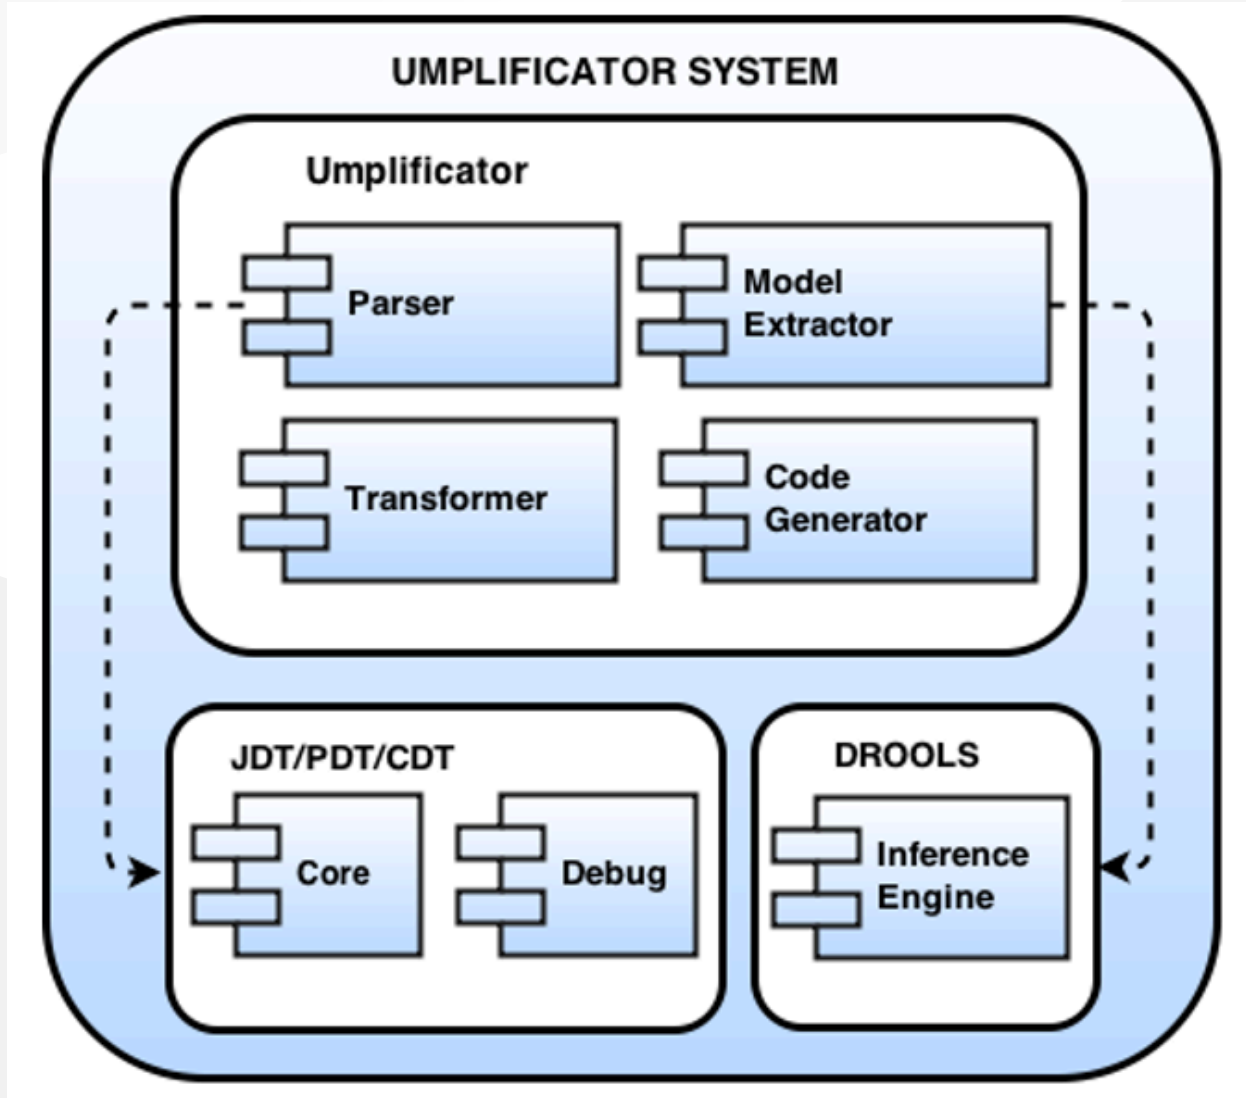 UMPLIFICATOR SYSTEM
Umplificator
Parser
Model
Extractor
Transformer
Code
Generator
JDT/PDT/CDT
Core
Debug
DROOLS
Inference
Engine